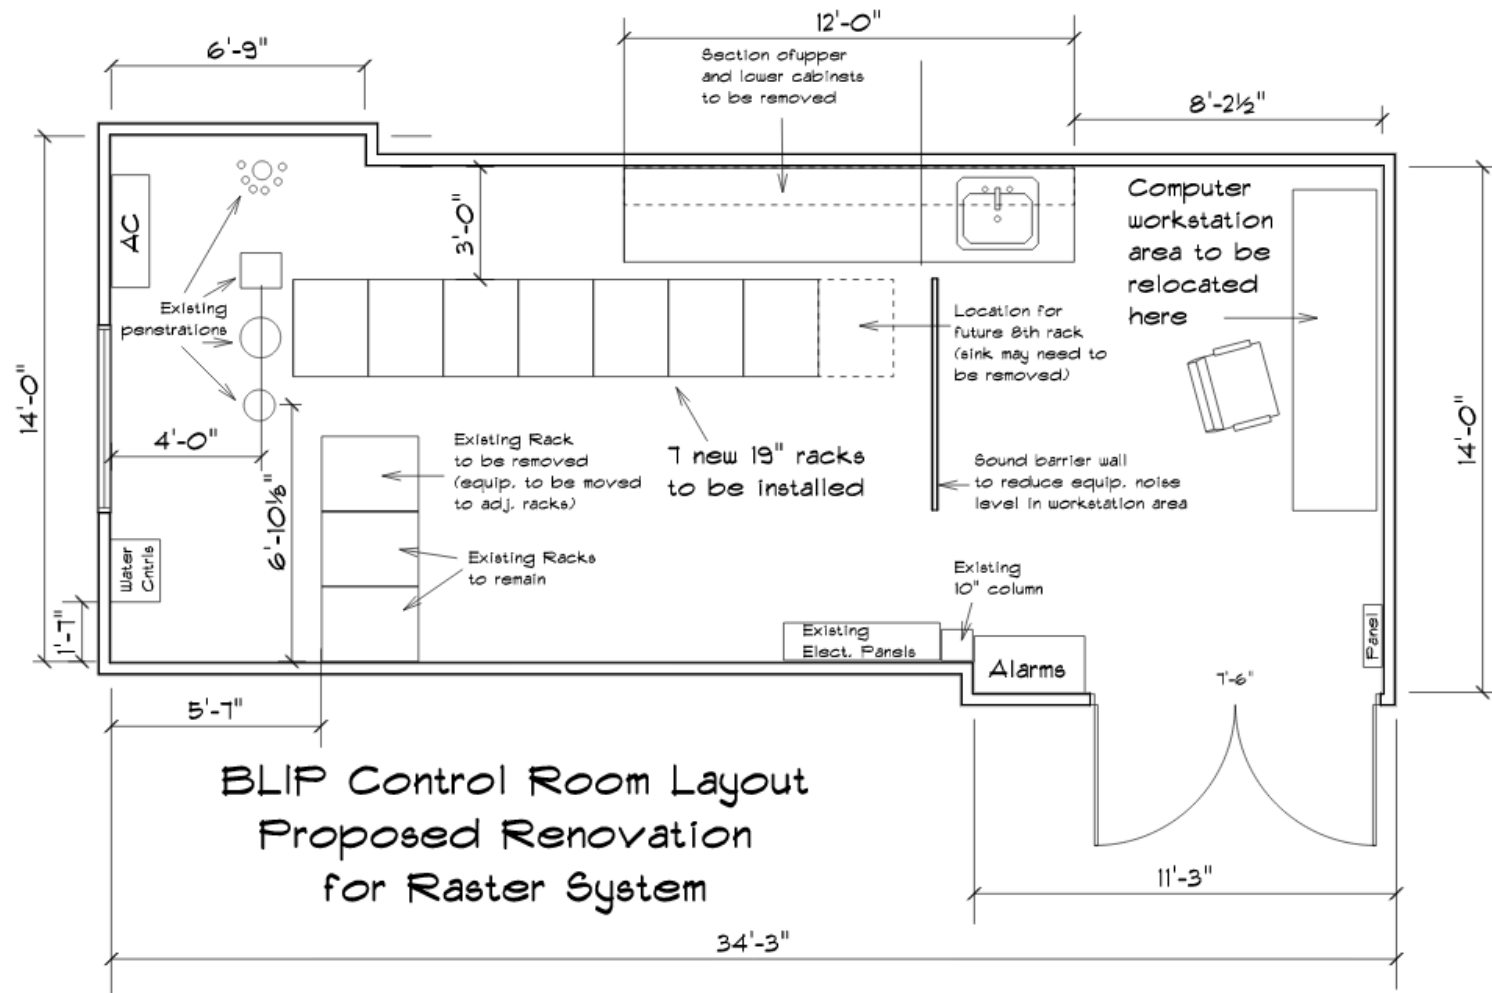 12'-0"
6'-9"
Section ofupper
and lower cabinets
to be removed
8'-2½"
Computer
workstation
area to be
relocated
here
AC
3'-0"
Existing
penetrations
Location for
future 8th rack
(sink may need to
be removed)
14'-0"
4'-0"
6'-10⅛"
Existing Rack
to be removed
(equip. to be moved
to adj. racks)
7 new 19" racks
to be installed
Sound barrier wall
to reduce equip. noise
level in workstation area
14'-0"
Water
Cntrls
Existing Racks
to remain
Existing
10" column
1'-7"
Existing
Elect. Panels
Alarms
Panel
7'-6"
5'-7"
BLIP Control Room Layout
Proposed Renovation
for Raster System
11'-3"
34'-3"